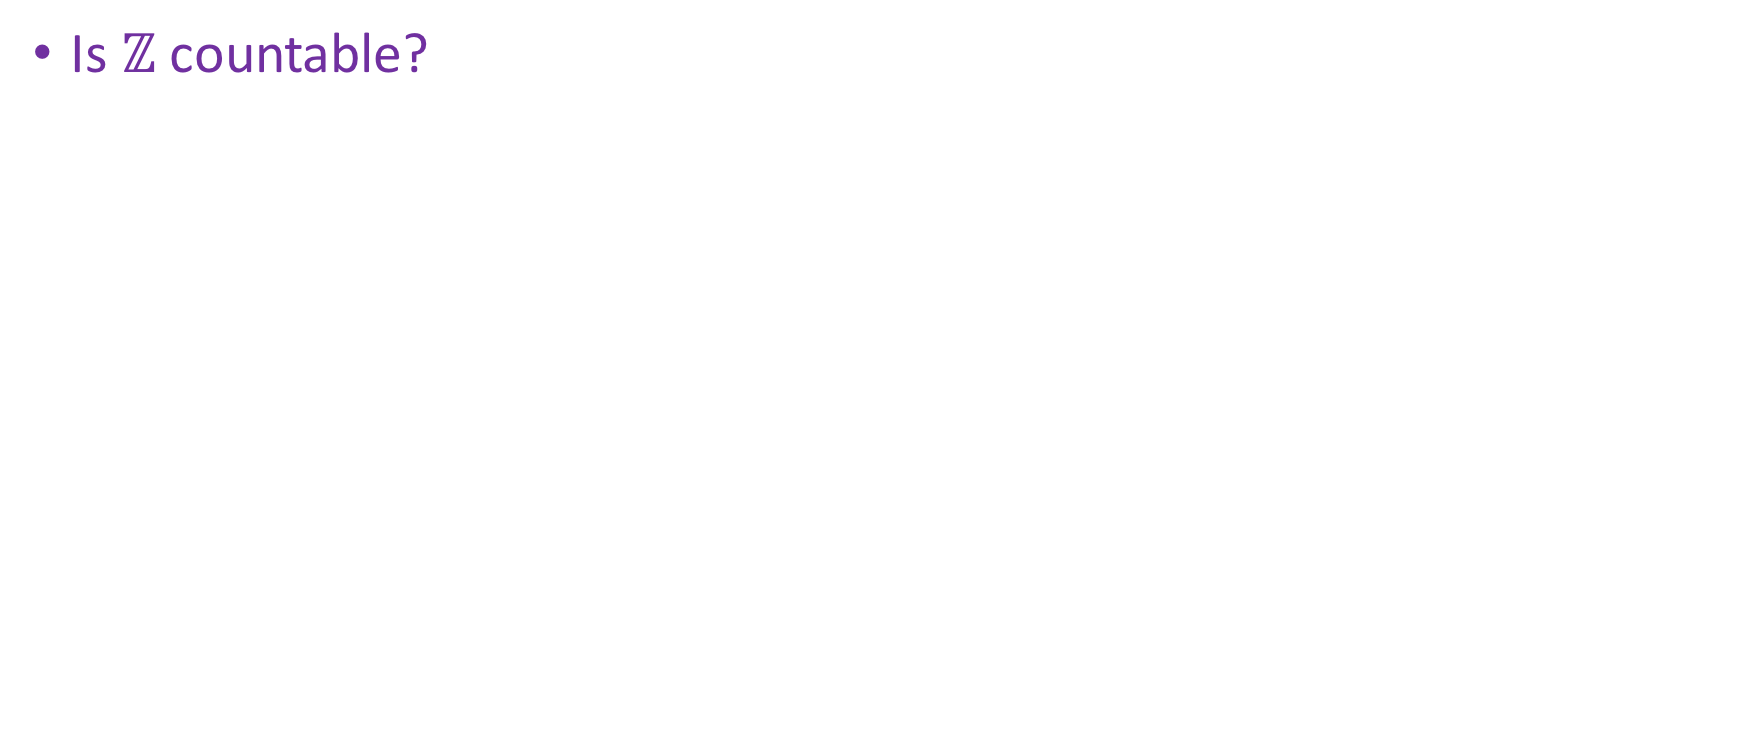 • Is ℤ countable?